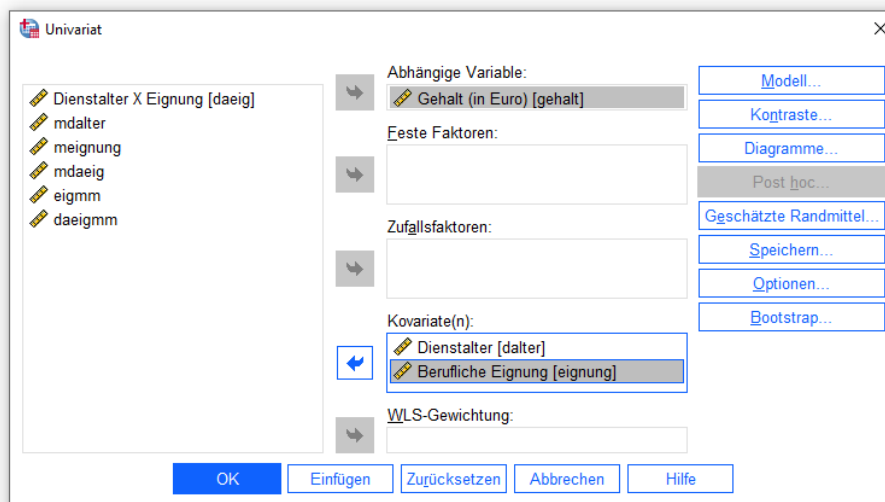 Univariat
Dienstalter X Eignung [daeig]
mdalter
meignung
mdaeig
eigmm
daeigmm
Abhängige Variable:
Gehalt (in Euro) [gehalt]
Feste Faktoren:
Zufallsfaktoren:
Kovariate(n):
Dienstalter [dalter]
Berufliche Eignung [eignung]
WLS-Gewichtung:
Modell...
Kontraste...
Diagramme...
Post hoc...
Geschätzte Randmittel...
Speichern...
Optionen...
Bootstrap...
OK
Einfügen
Zurücksetzen
Abbrechen
Hilfe